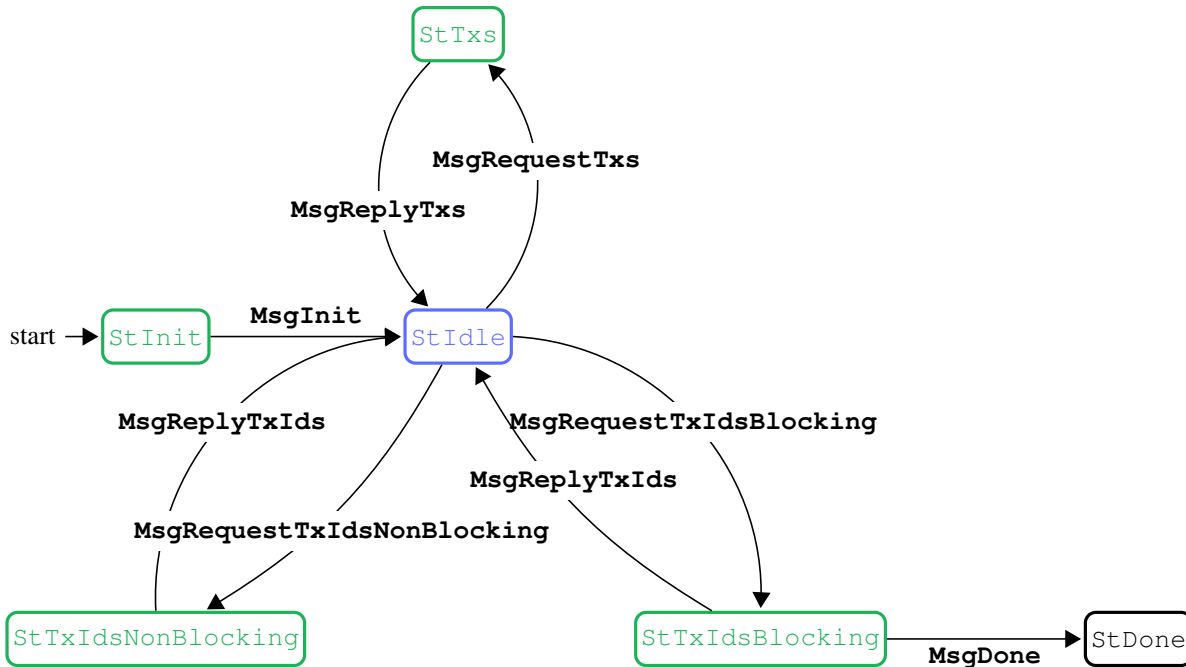 StTxs
MsgRequestTxs
MsgReplyTxs
MsgInit
start
StInit
StIdle
MsgReplyTxIds
MsgRequestTxIdsBlocking
MsgReplyTxIds
MsgRequestTxIdsNonBlocking
StTxIdsNonBlocking
StTxIdsBlocking
StDone
MsgDone